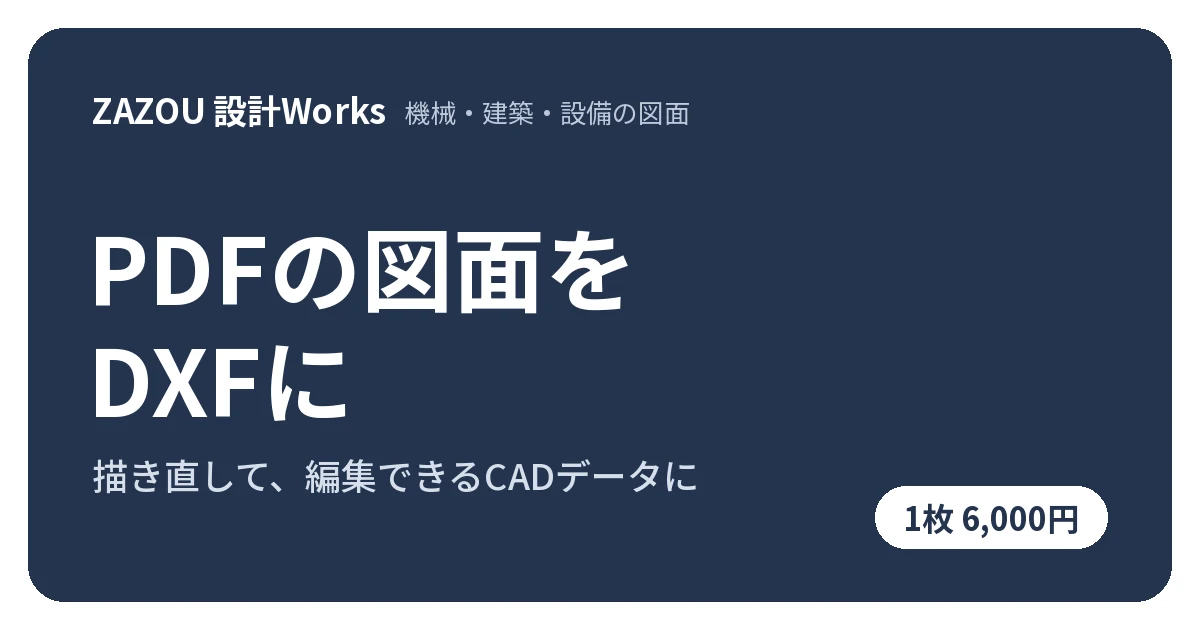 ZAZOU 設計Works 機械・建築・設備の図面
PDFの図面を
DXFに
描き直して、編集できるCADデータに
1枚 6,000円